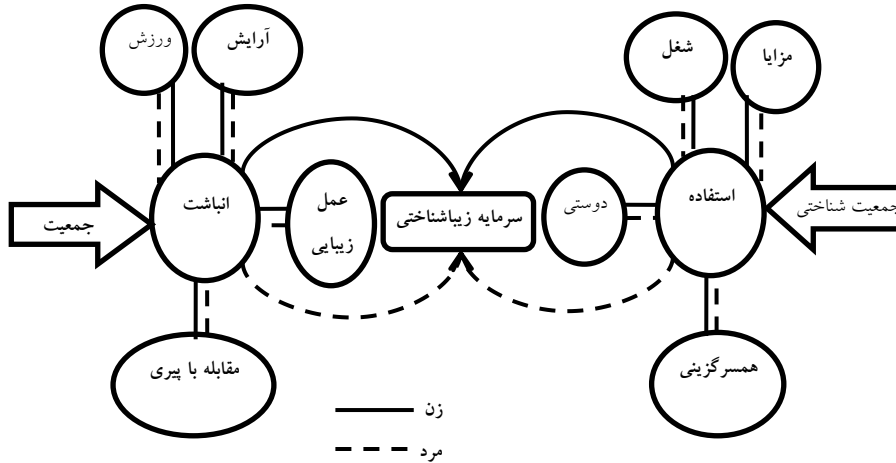 شغل
مزایا
آرایش
ورزش
استفاده
دوستی
سرمایه زیباشناختی
عمل
زیبایی
انباشت
جمعیت شناختی
جمعیت
همسرگزینی
مقابله با پیری
زن
مرد